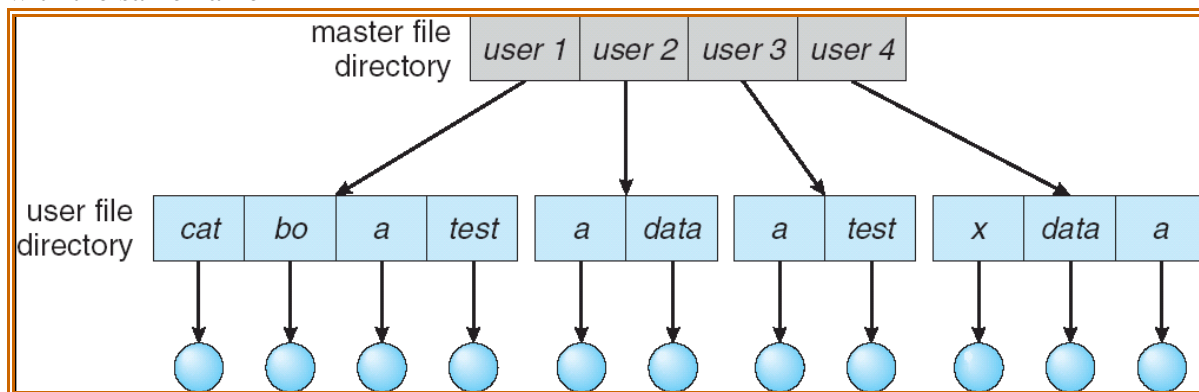 master file
directory
user 1 user 2 user 3 user 4
user file
directory
cat bo a test a data a test x data a